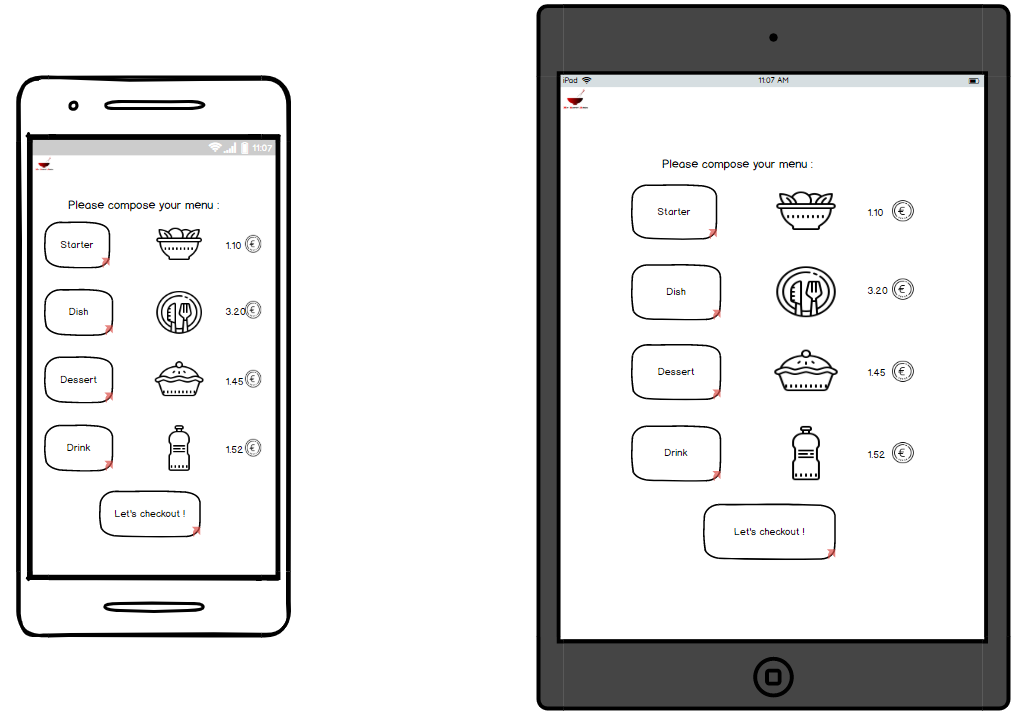 11:07
Please compose your menu :
Starter
1.10 €
Dish
3.20 €
Dessert
1.45 €
Drink
1.52 €
Let's checkout !
iPad
11:07 AM
Please compose your menu :
Starter
1.10 €
Dish
3.20 €
Dessert
1.45 €
Drink
1.52 €
Let's checkout !